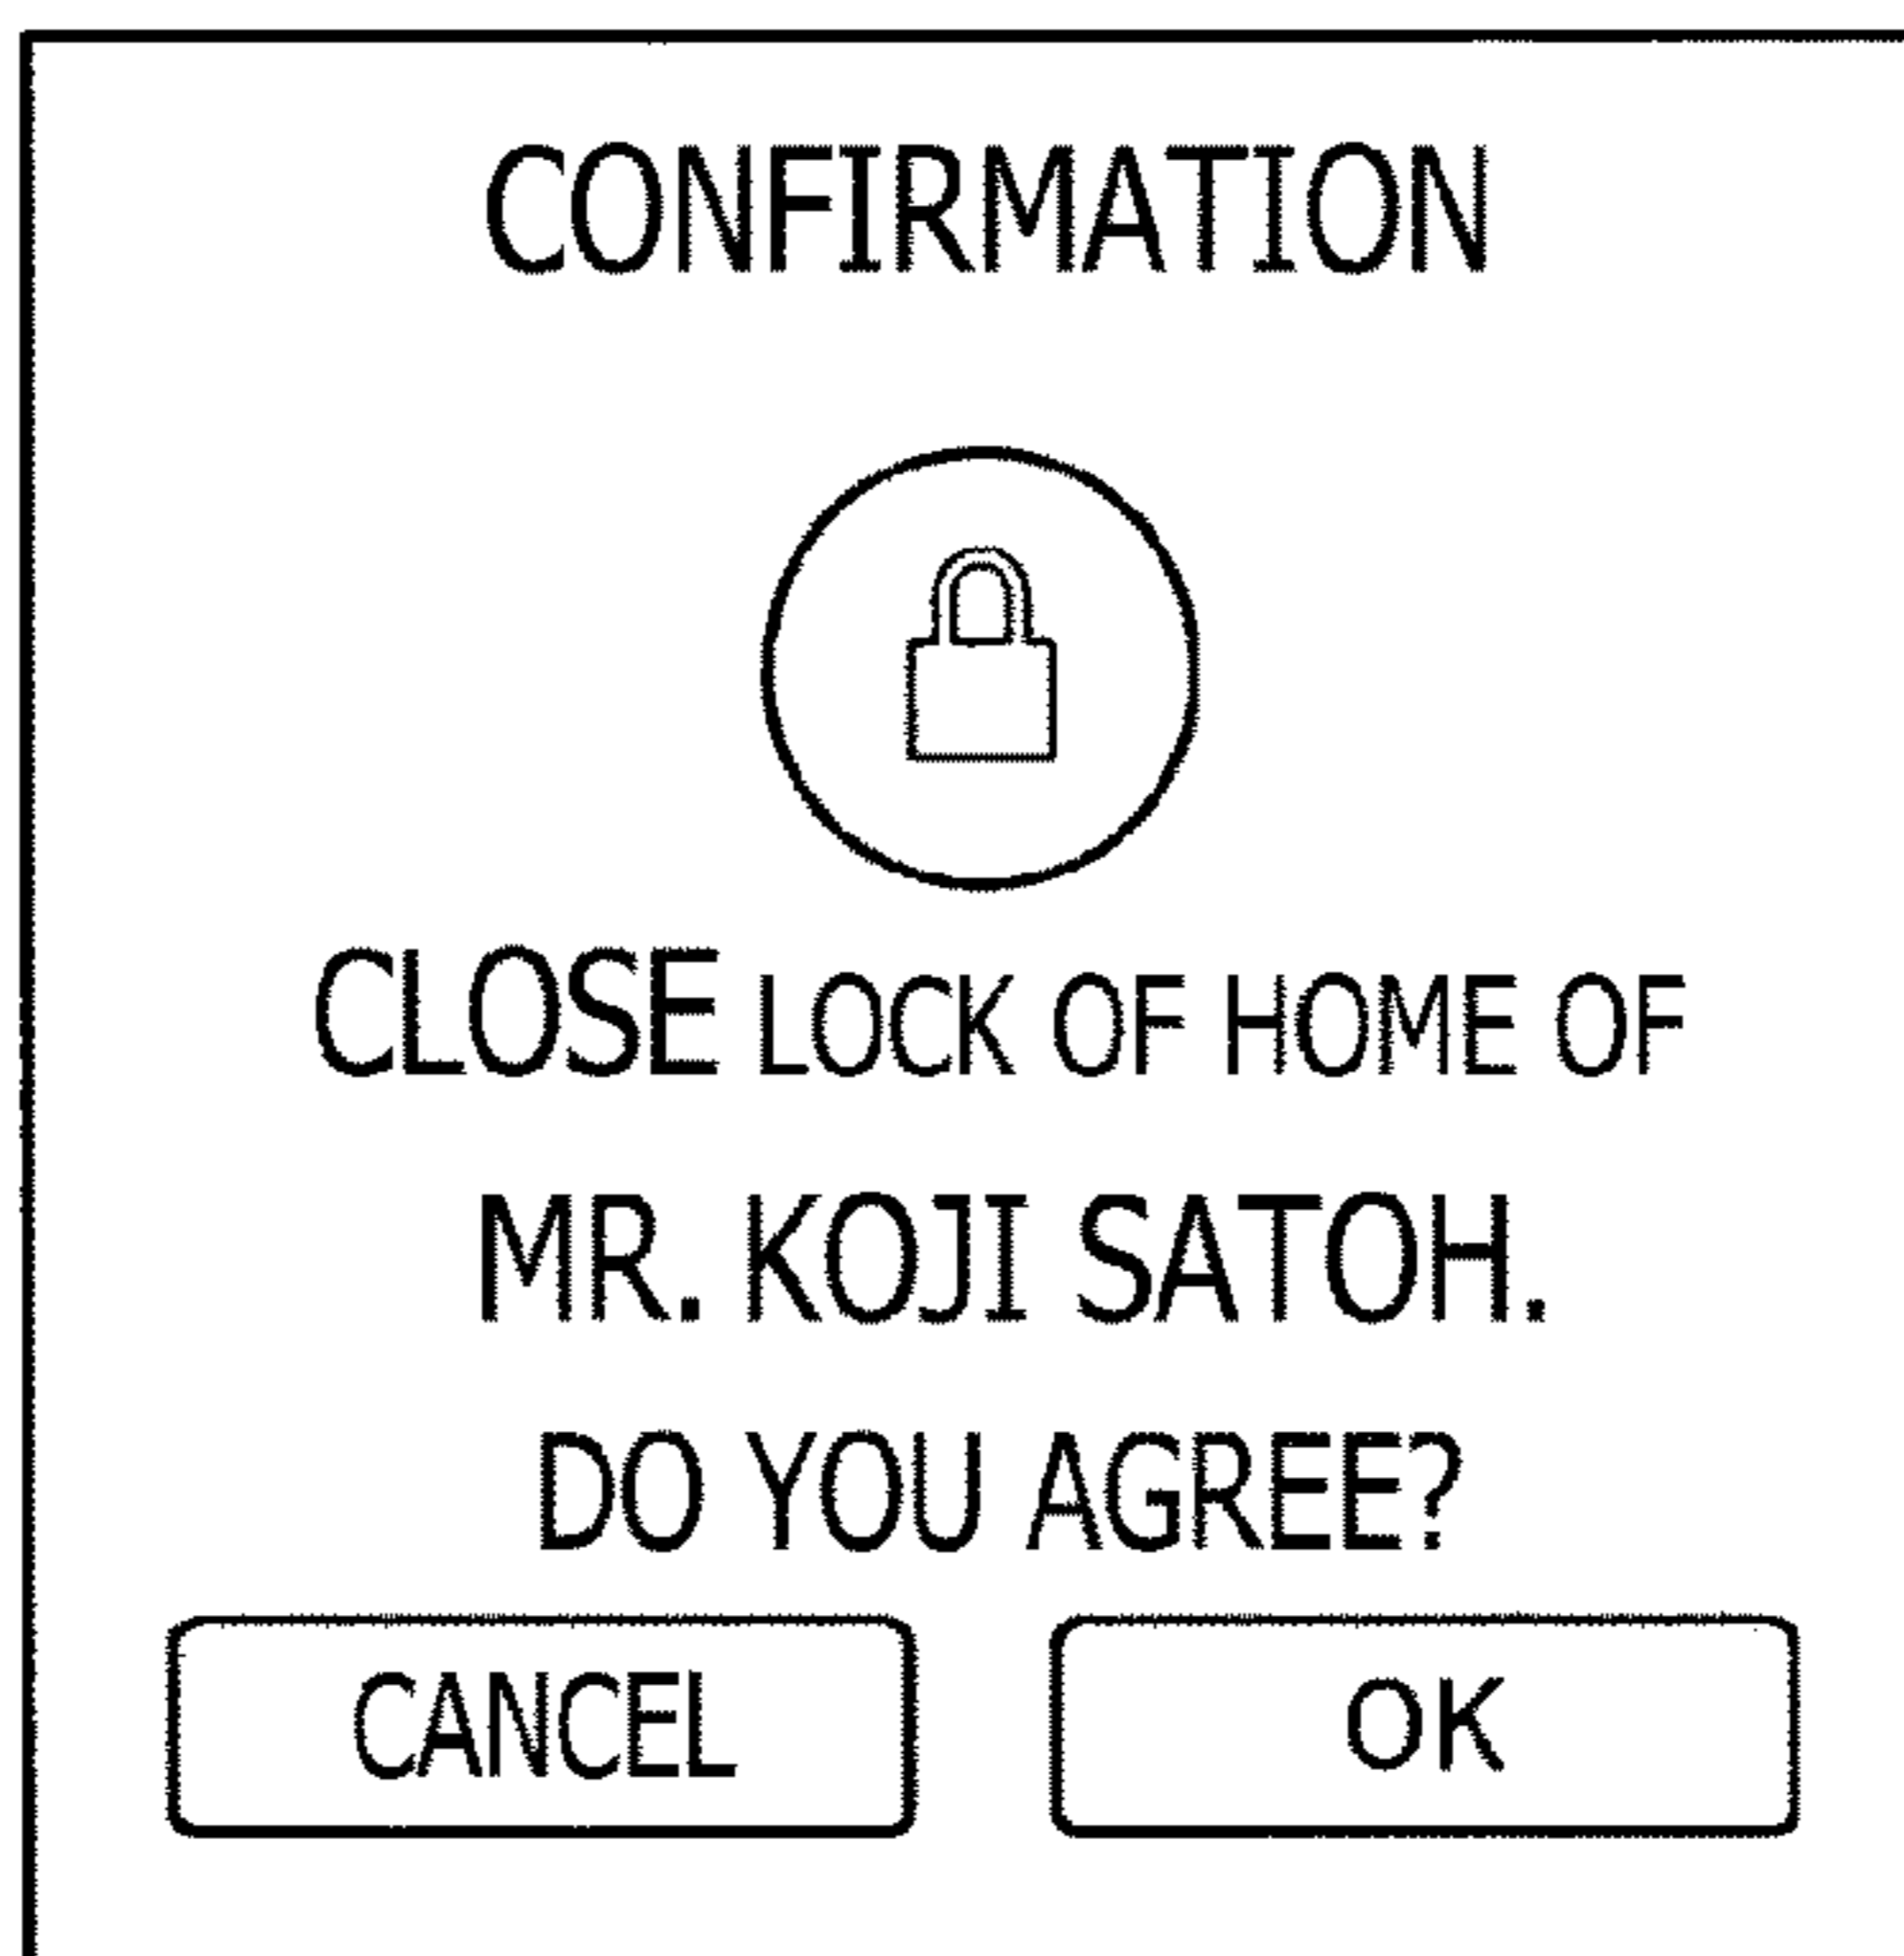 CONFIRMATION
CLOSE LOCK OF HOME OF
MR. KOJI SATOH.
DO YOU AGREE?
CANCEL
OK